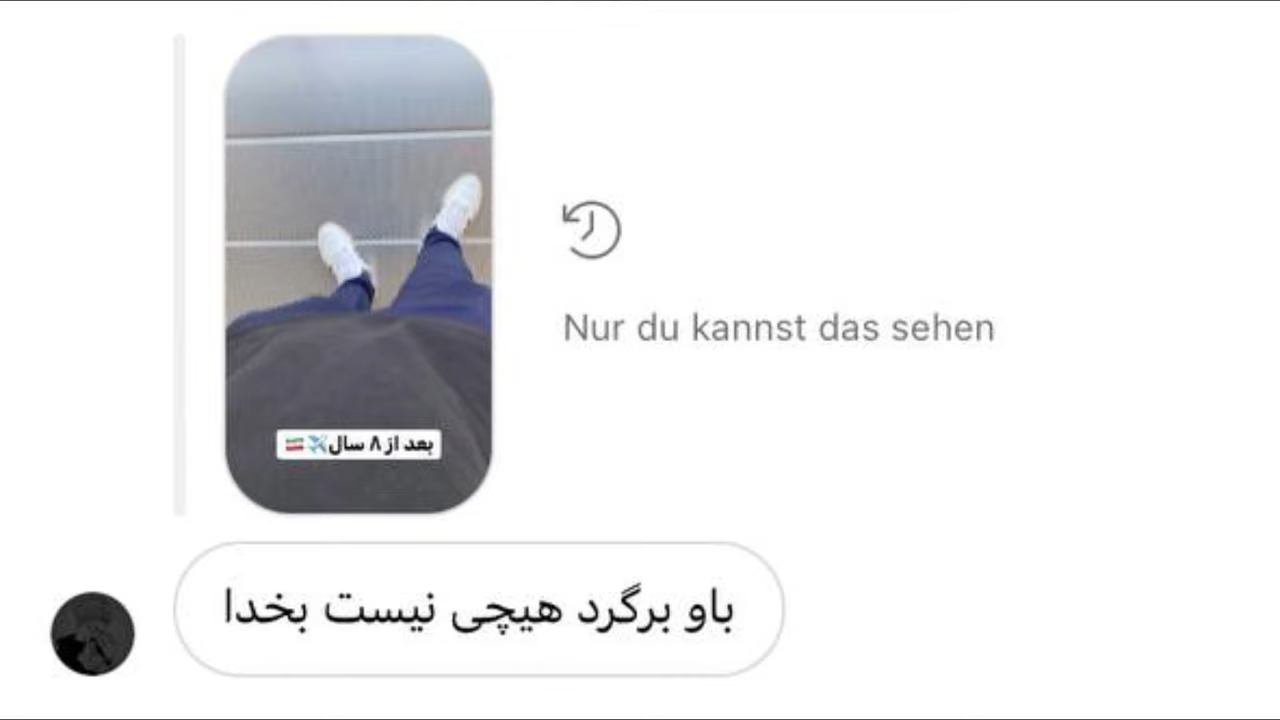 Nur du kannst das sehen
بعد از ۸ سال✈️🇮🇷
باو برگرد هیچی نیست بخدا